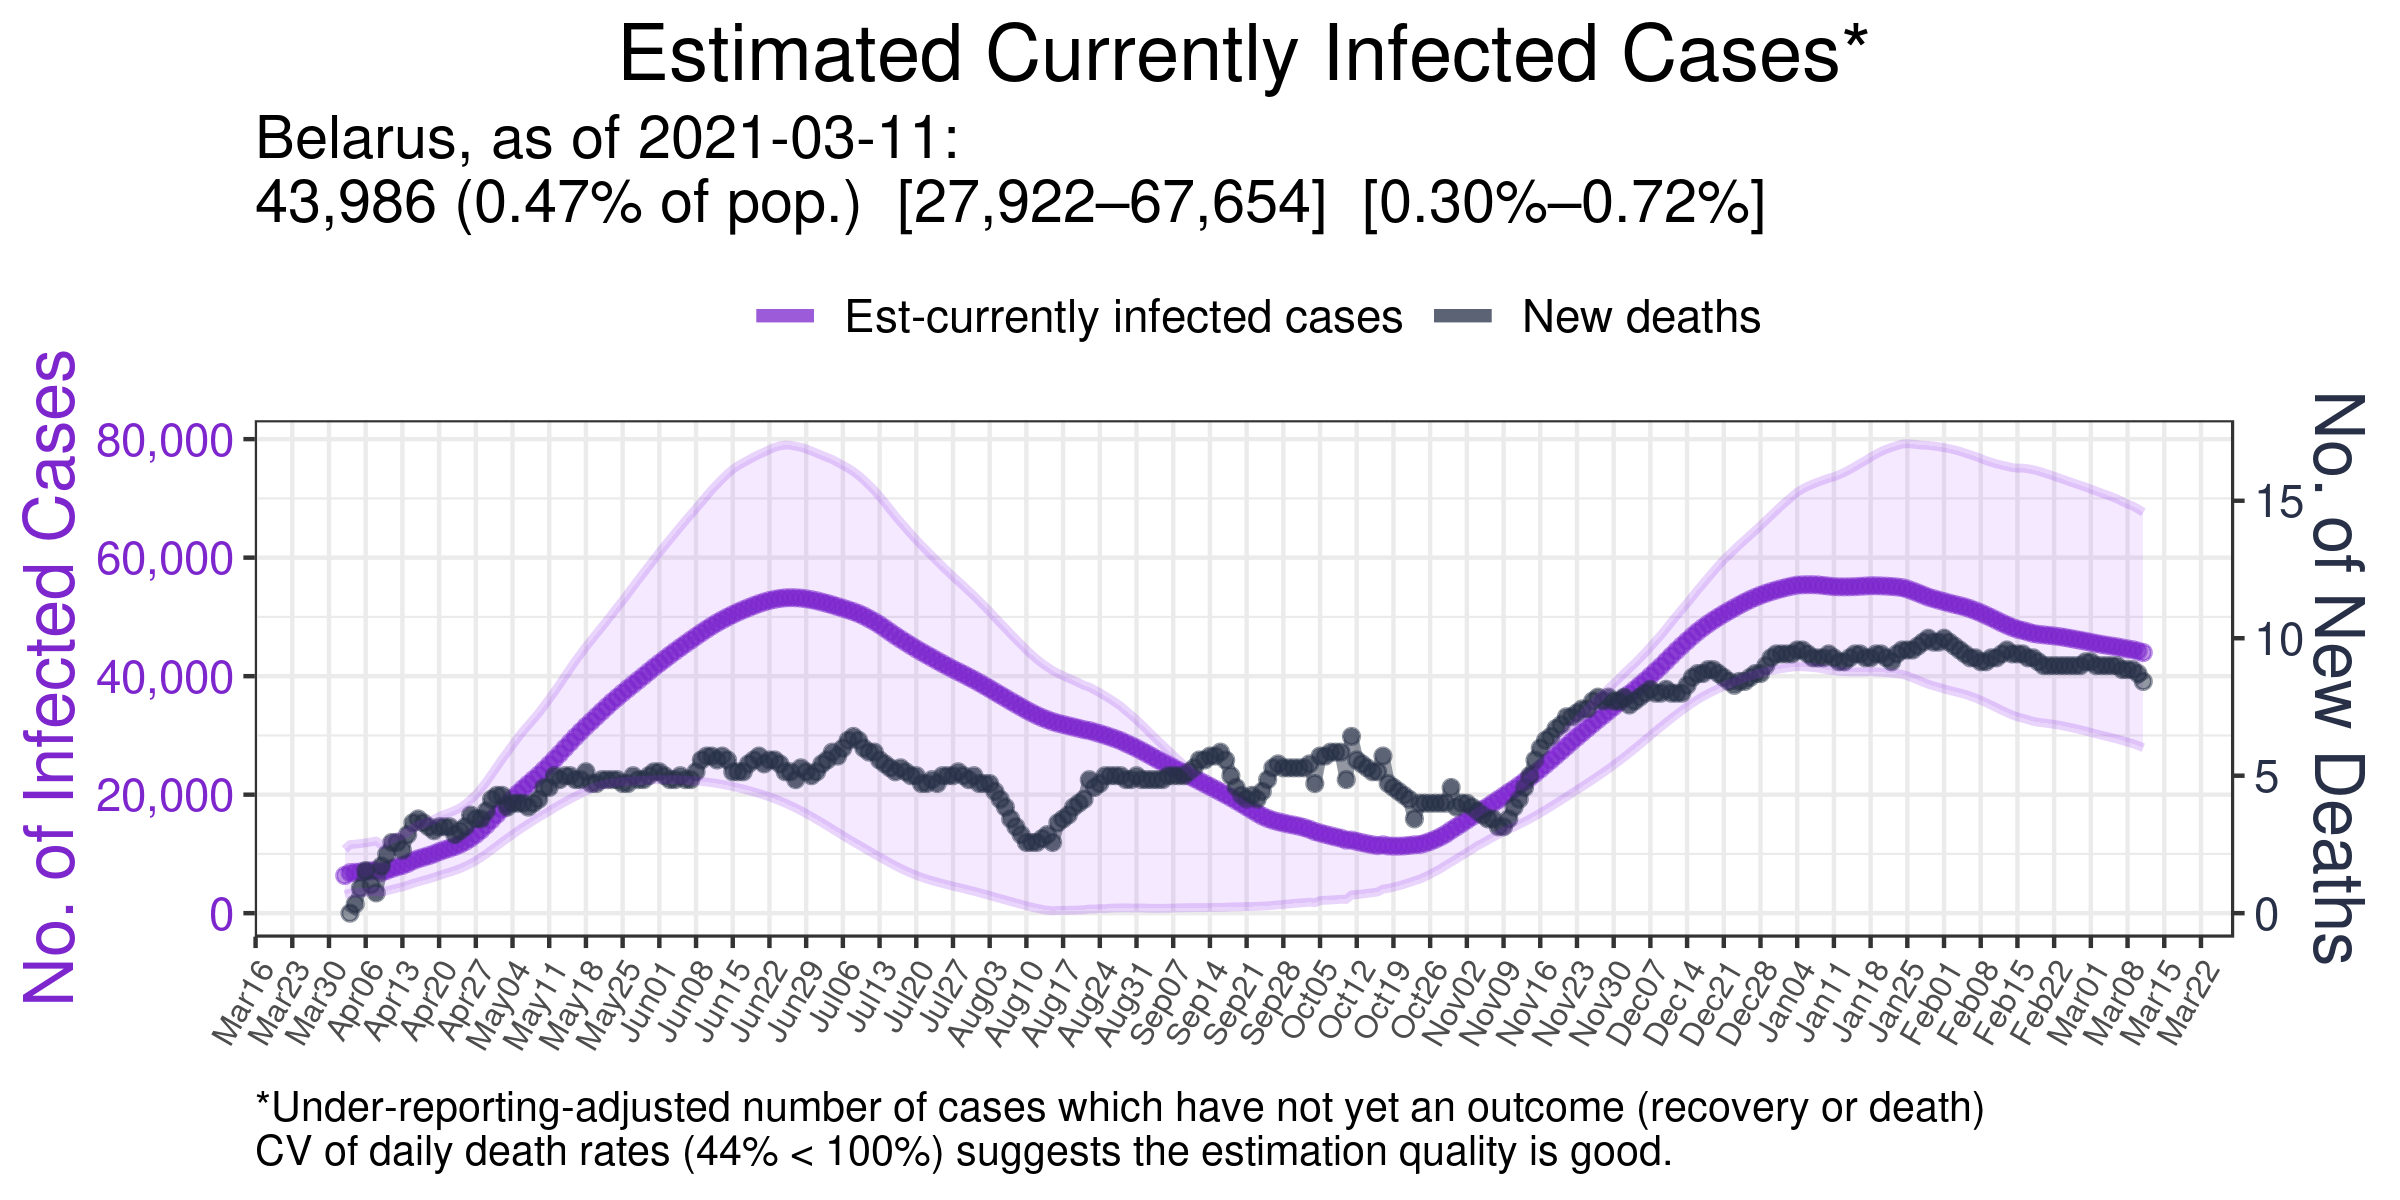 Estimated Currently Infected Cases*
Belarus, as of 2021-03-11:
43,986 (0.47% of pop.)  [27,922–67,654]  [0.30%–0.72%]
Est-currently infected cases
New deaths
No. of Infected Cases
80,000
60,000
40,000
20,000
0
15
10
5
0
No. of New Deaths
Mar16
Mar23
Mar30
Apr06
Apr13
Apr20
Apr27
May04
May11
May18
May25
Jun01
Jun08
Jun15
Jun22
Jun29
Jul06
Jul13
Jul20
Jul27
Aug03
Aug10
Aug17
Aug24
Aug31
Sep07
Sep14
Sep21
Sep28
Oct05
Oct12
Oct19
Oct26
Nov02
Nov09
Nov16
Nov23
Nov30
Dec07
Dec14
Dec21
Dec28
Jan04
Jan11
Jan18
Jan25
Feb01
Feb08
Feb15
Feb22
Mar01
Mar08
Mar15
Mar22
*Under-reporting-adjusted number of cases which have not yet an outcome (recovery or death)
CV of daily death rates (44% < 100%) suggests the estimation quality is good.